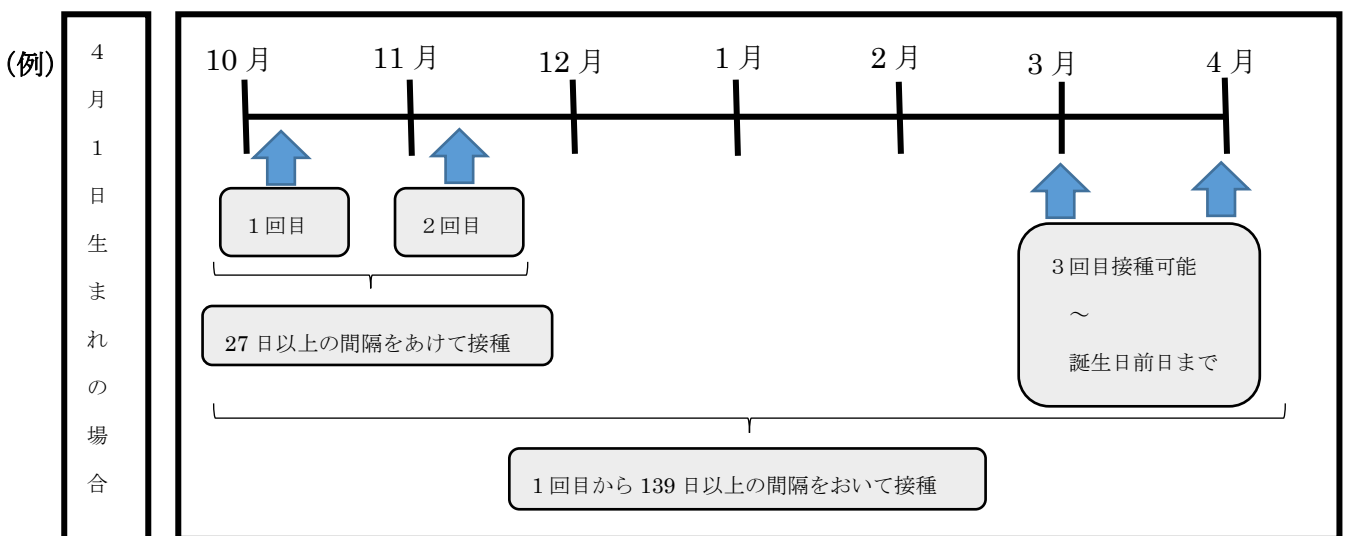 (例)
4月1日生まれの場合
10月 11月 12月 1月 2月 3月 4月
1回目
2回目
3回目接種可能
～
誕生日前日まで
27日以上の間隔をあけて接種
1回目から139日以上の間隔をおいて接種